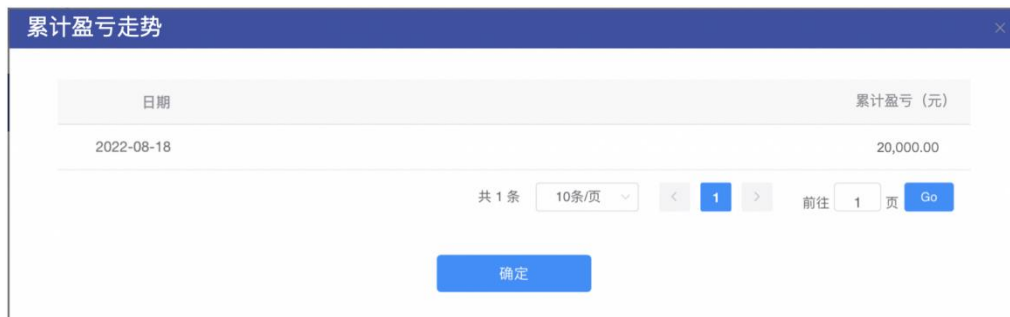 累计盈亏走势
日期 累计盈亏（元）
2022-08-18 20,000.00
共 1 条 10条/页 1 前往 1 页 Go
确定